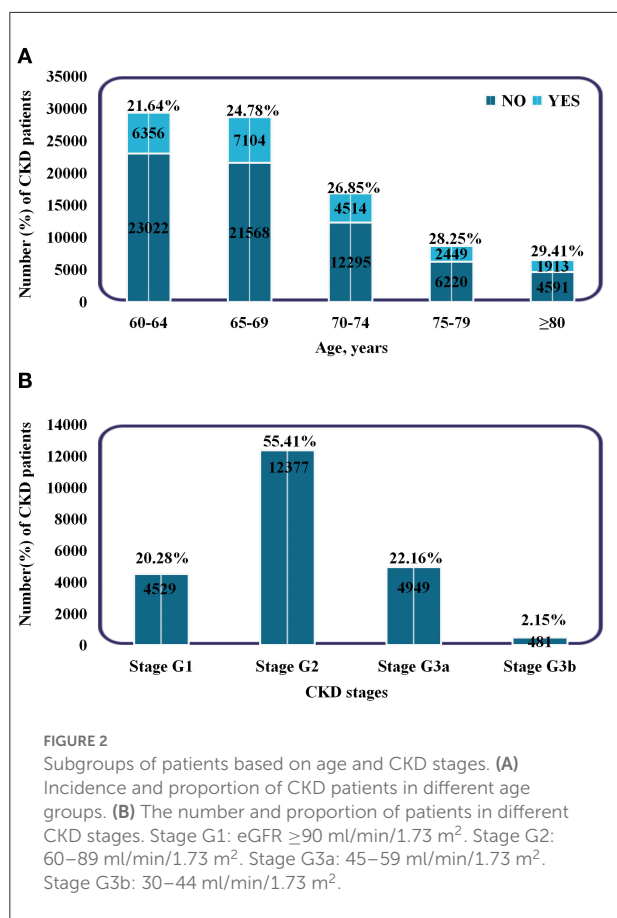 A
35000
30000
25000
20000
15000
10000
5000
0
Number (%) of CKD patients
NO YES
21.64%
6356
23022
24.78%
7104
21568
26.85%
4514
12295
28.25%
2449
6220
29.41%
1913
4591
60-64 65-69 70-74 75-79 ≥80
Age, years
B
14000
12000
10000
8000
6000
4000
2000
0
Number(%) of CKD patients
20.28%
4529
55.41%
12377
22.16%
4949
2.15%
481
Stage G1 Stage G2 Stage G3a Stage G3b
CKD stages
FIGURE 2
Subgroups of patients based on age and CKD stages. (A)
Incidence and proportion of CKD patients in different age
groups. (B) The number and proportion of patients in different
CKD stages. Stage G1: eGFR ≥90 ml/min/1.73 m². Stage G2:
60–89 ml/min/1.73 m². Stage G3a: 45–59 ml/min/1.73 m².
Stage G3b: 30–44 ml/min/1.73 m².